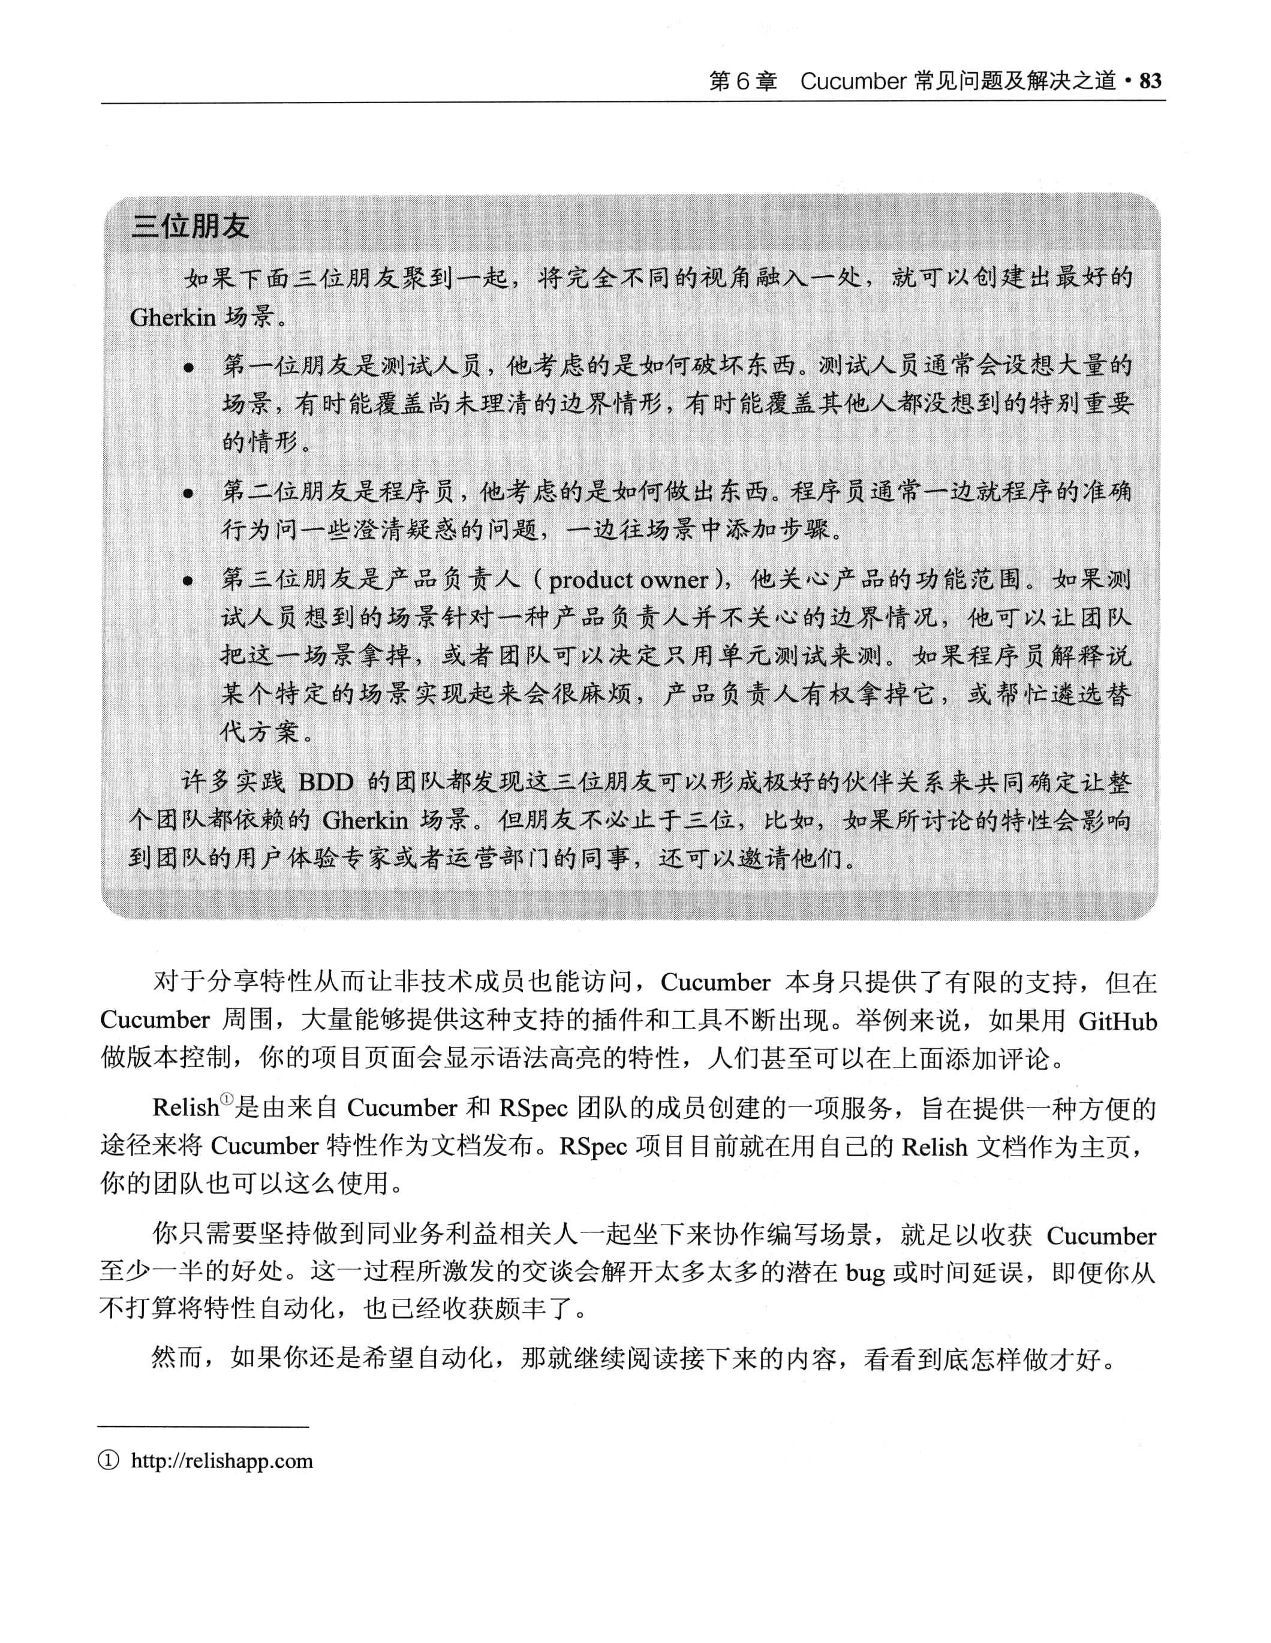 第 6 章 Cucumber 常见问题及解决之道·83
三位朋友
如果下面三位朋友聚到一起，将完全不同的视角融入一处，就可以创建出最好的
Gherkin 场景。
● 第一位朋友是测试人员，他考虑的是如何破坏东西。测试人员通常会设想大量的
场景，有时能覆盖尚未理清的边界情形，有时能覆盖其他人都没想到的特别重要
的情形。
● 第二位朋友是程序员，他考虑的是如何做出东西。程序员通常一边就程序的准确
行为问一些澄清疑惑的问题，一边往场景中添加步骤。
● 第三位朋友是产品负责人（product owner），他关心产品的功能范围。如果测
试人员想到的场景针对一种产品负责人并不关心的边界情况，他可以让团队
把这一场景拿掉，或者团队可以决定只用单元测试来测。如果程序员解释说
某个特定的场景实现起来会很麻烦，产品负责人有权拿掉它，或帮忙遴选替
代方案。
许多实践 BDD 的团队都发现这三位朋友可以形成极好的伙伴关系来共同确定让整
个团队都依赖的 Gherkin 场景。但朋友不必止于三位，比如，如果所讨论的特性会影响
到团队的用户体验专家或者运营部门的同事，还可以邀请他们。
对于分享特性从而让非技术成员也能访问，Cucumber 本身只提供了有限的支持，但在
Cucumber 周围，大量能够提供这种支持的插件和工具不断出现。举例来说，如果用 GitHub
做版本控制，你的项目页面会显示语法高亮的特性，人们甚至可以在上面添加评论。
Relish①是由来自 Cucumber 和 RSpec 团队的成员创建的一项服务，旨在提供一种方便的
途径来将 Cucumber 特性作为文档发布。RSpec 项目目前就在用自己的 Relish 文档作为主页，
你的团队也可以这么使用。
你只需要坚持做到同业务利益相关人一起坐下来协作编写场景，就足以收获 Cucumber
至少一半的好处。这一过程所激发的交谈会解开太多太多的潜在 bug 或时间延误，即便你从
不打算将特性自动化，也已经收获颇丰了。
然而，如果你还是希望自动化，那就继续阅读接下来的内容，看看到底怎样做才好。
① http://relishapp.com